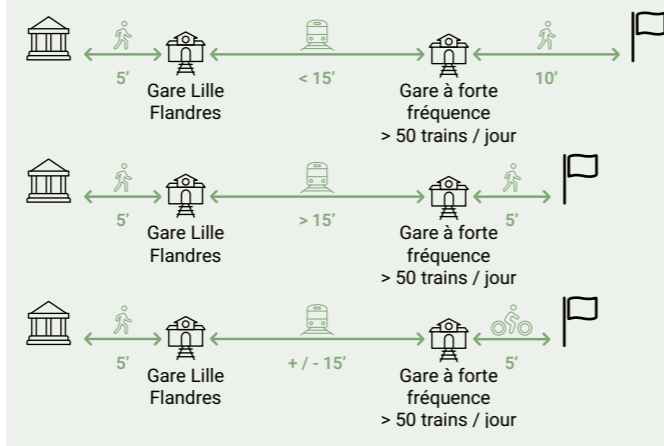 5’
< 15’
10’
Gare Lille
Flandres
Gare à forte
fréquence
> 50 trains / jour
5’
> 15’
5’
Gare Lille
Flandres
Gare à forte
fréquence
> 50 trains / jour
5’
+ / - 15’
5’
Gare Lille
Flandres
Gare à forte
fréquence
> 50 trains / jour